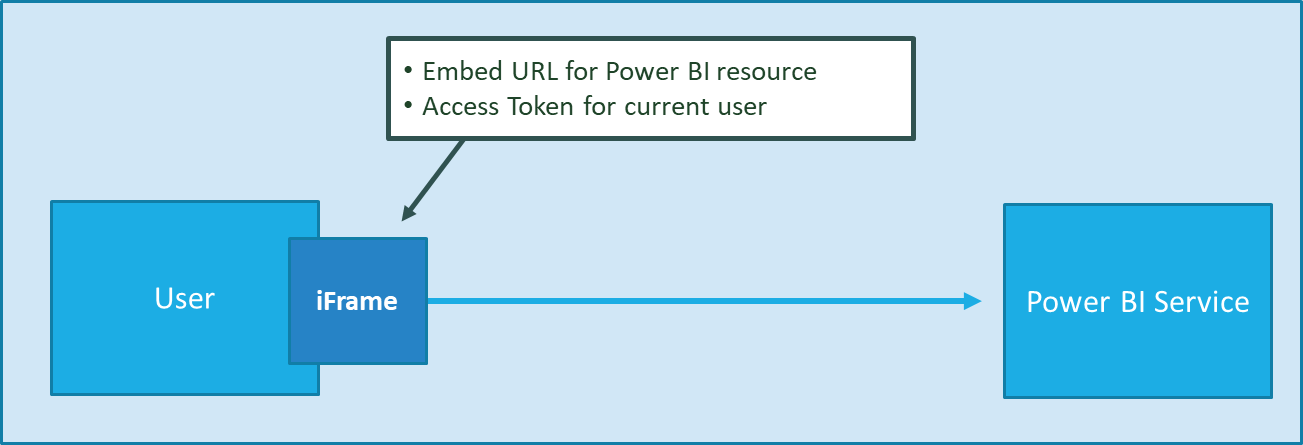 • Embed URL for Power BI resource
• Access Token for current user
User
iFrame
Power BI Service